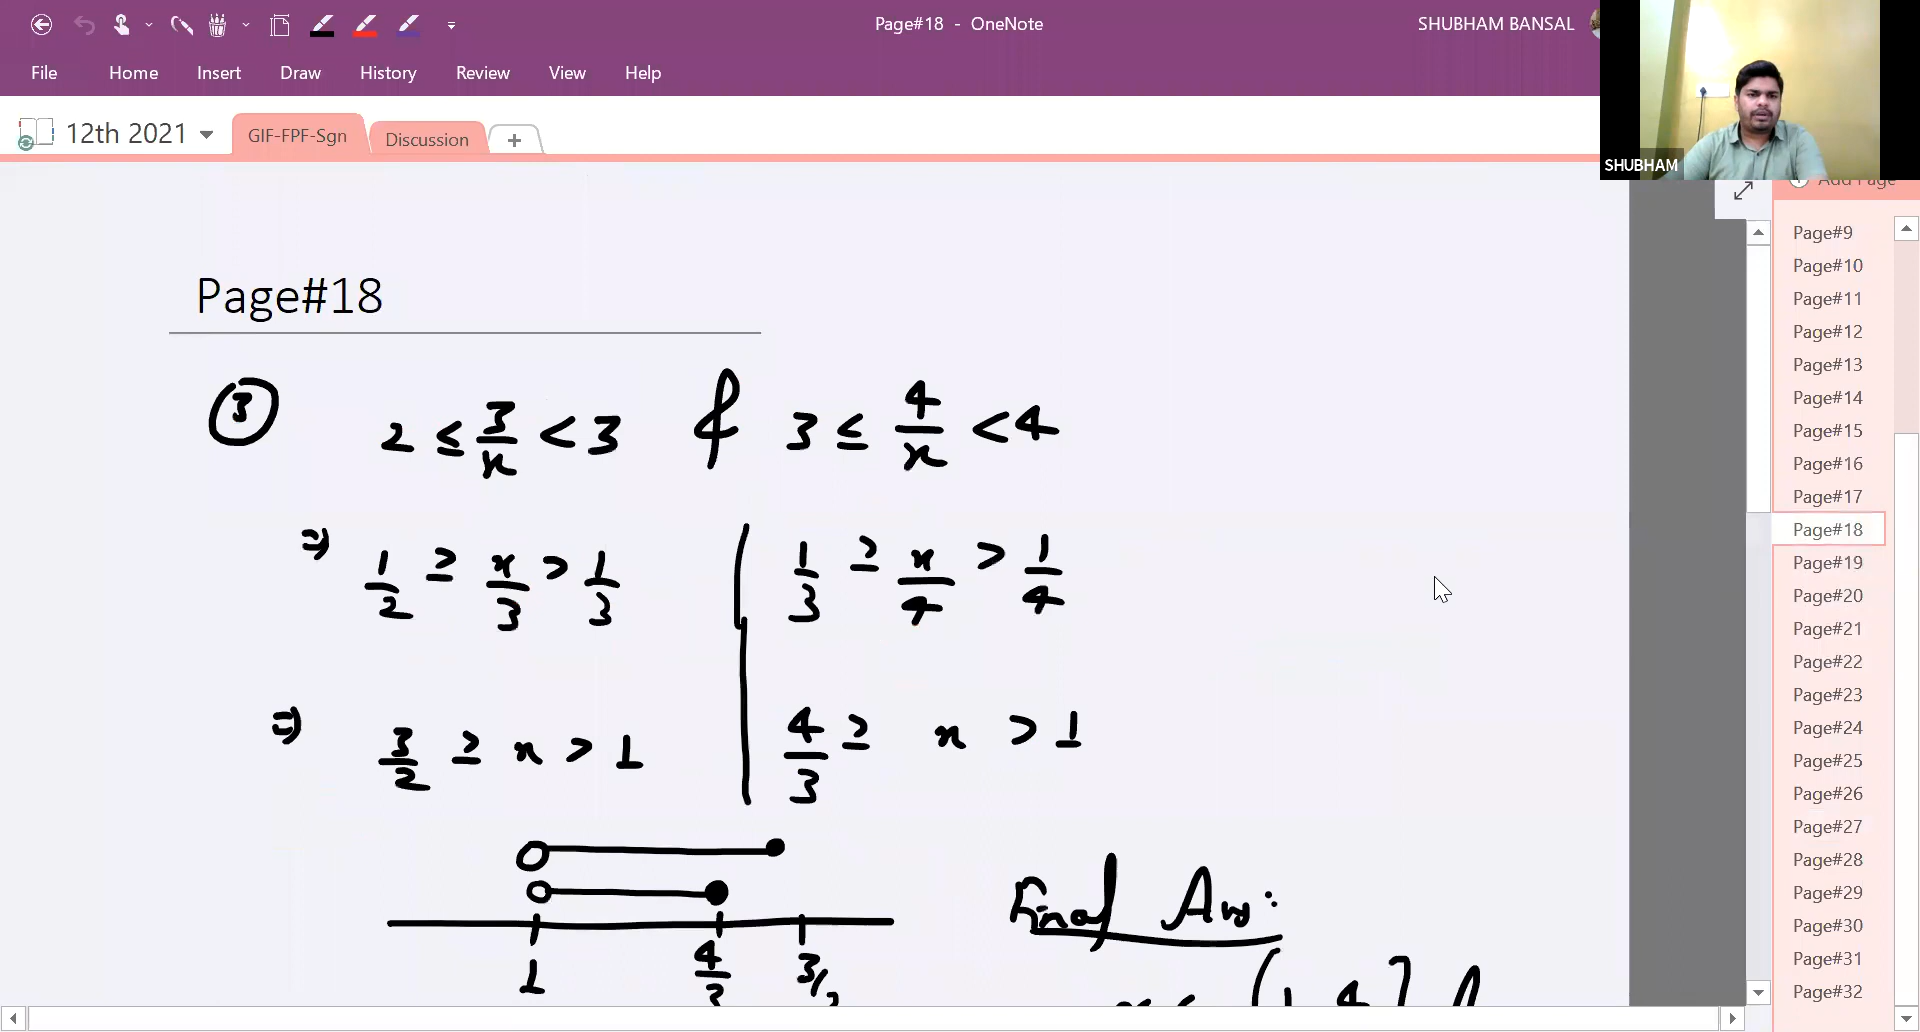 Page#18 - OneNote
SHUBHAM BANSAL
File Home Insert Draw History Review View Help
SHUBHAM
12th 2021
GIF-FPF-Sgn
Discussion
+
Add Page
Page#9
Page#10
Page#11
Page#12
Page#13
Page#14
Page#15
Page#16
Page#17
Page#18
Page#19
Page#20
Page#21
Page#22
Page#23
Page#24
Page#25
Page#26
Page#27
Page#28
Page#29
Page#30
Page#31
Page#32
Page#18
③ 2 ≤ 3/x < 3 & 3 ≤ 4/x < 4
⇒ 1/2 ≥ x/3 > 1/3 | 1/3 ≥ x/4 > 1/4
⇒ 3/2 ≥ x > 1 | 4/3 ≥ x > 1
1 4/3 3/2
Final Ans: